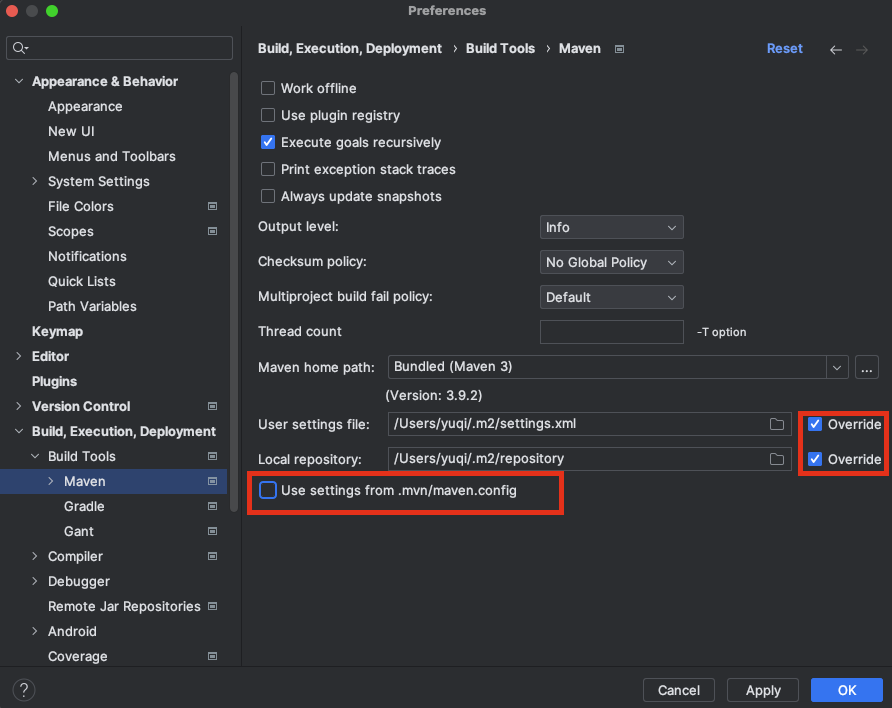 Preferences
Appearance & Behavior
Appearance
New UI
Menus and Toolbars
System Settings
File Colors
Scopes
Notifications
Quick Lists
Path Variables
Keymap
Editor
Plugins
Version Control
Build, Execution, Deployment
Build Tools
Maven
Gradle
Gant
Compiler
Debugger
Remote Jar Repositories
Android
Coverage
?
Build, Execution, Deployment › Build Tools › Maven
Reset
Work offline
Use plugin registry
Execute goals recursively
Print exception stack traces
Always update snapshots
Output level: Info
Checksum policy: No Global Policy
Multiproject build fail policy: Default
Thread count -T option
Maven home path: Bundled (Maven 3) ...
(Version: 3.9.2)
User settings file: /Users/yuqi/.m2/settings.xml Override
Local repository: /Users/yuqi/.m2/repository Override
Use settings from .mvn/maven.config
Cancel Apply OK